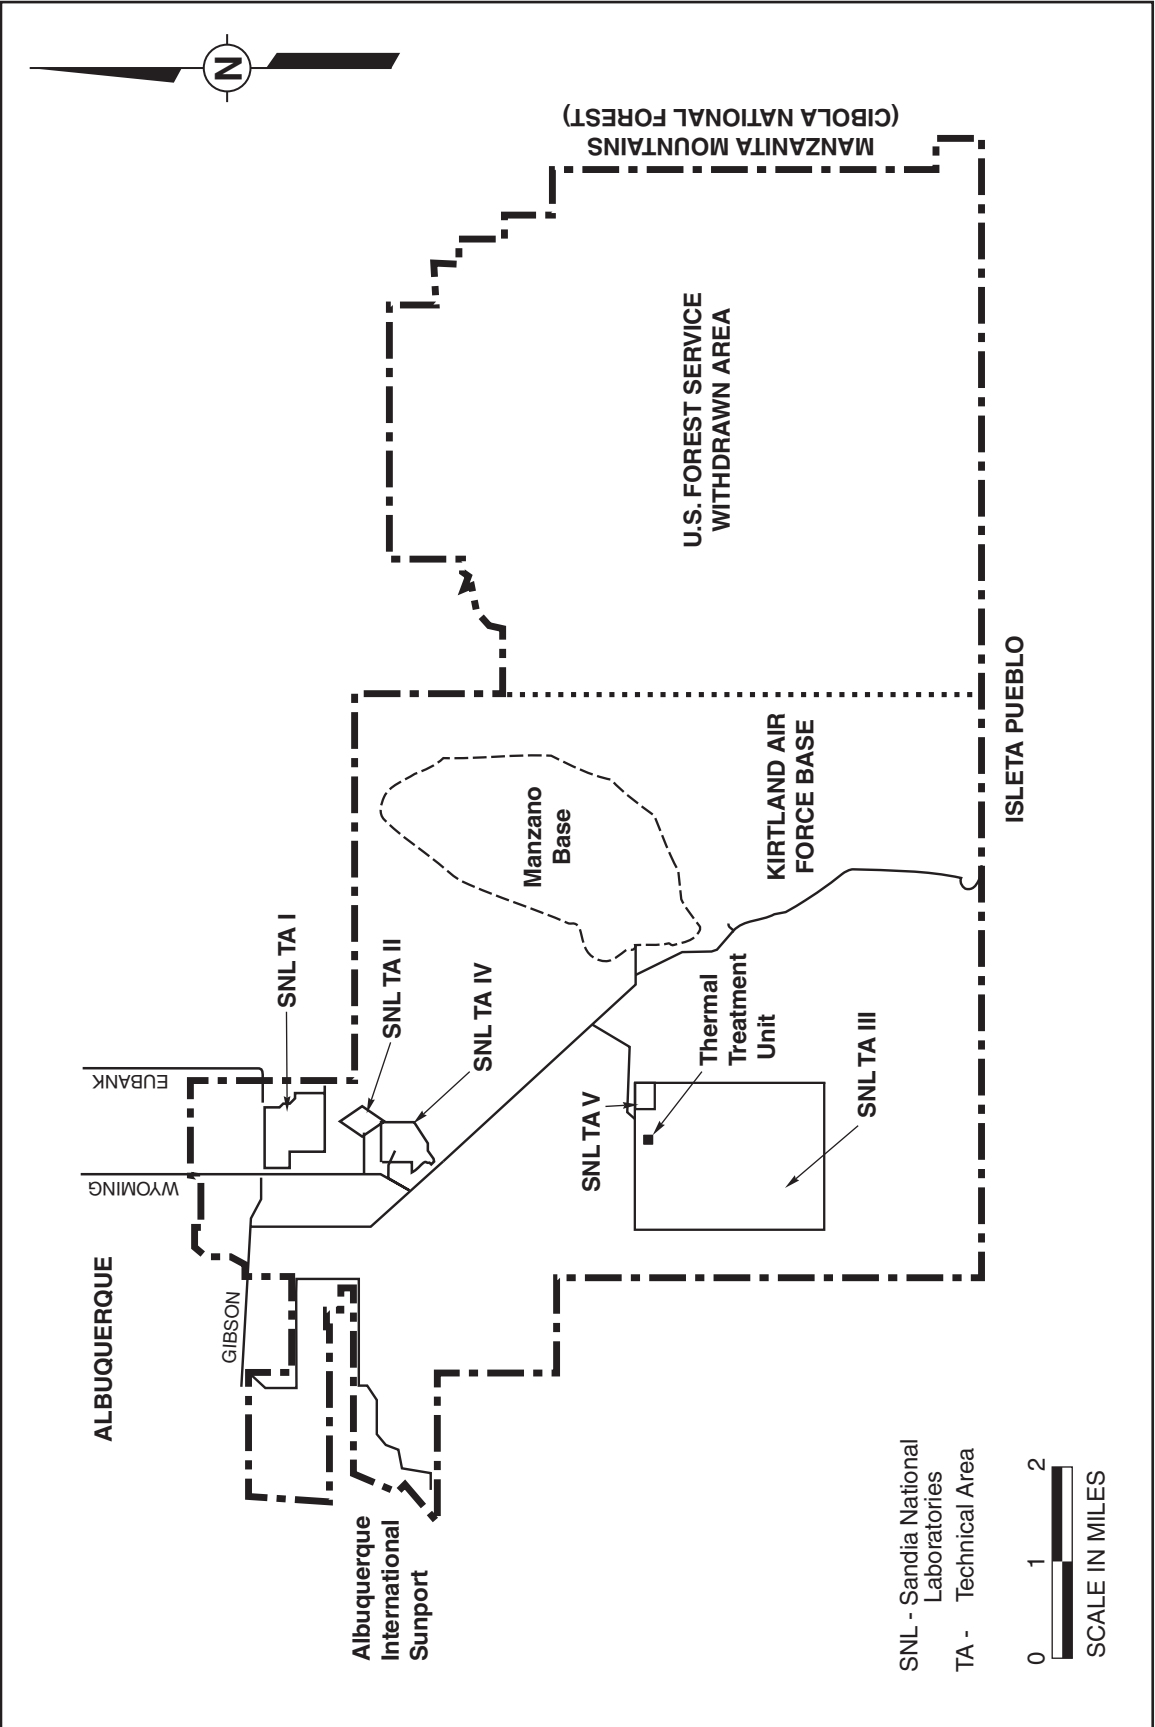 N
ALBUQUERQUE
GIBSON
WYOMING
EUBANK
SNL TA I
SNL TA II
SNL TA IV
Albuquerque
International
Sunport
Manzano
Base
MANZANITA MOUNTAINS
(CIBOLA NATIONAL FOREST)
U.S. FOREST SERVICE
WITHDRAWN AREA
SNL TA V
Thermal
Treatment
Unit
KIRTLAND AIR
FORCE BASE
SNL TA III
ISLETA PUEBLO
SNL - Sandia National
Laboratories
TA - Technical Area
0 1 2
SCALE IN MILES